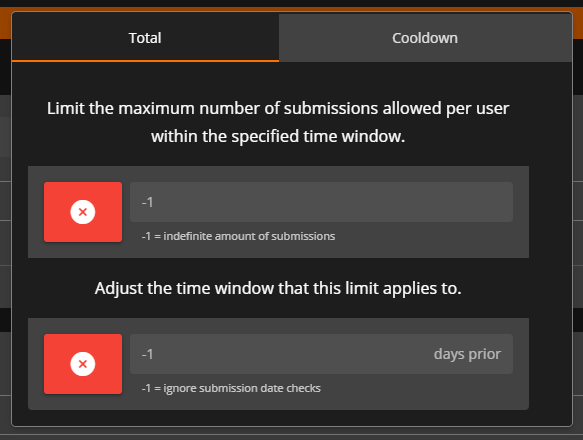 Total
Cooldown
Limit the maximum number of submissions allowed per user
within the specified time window.
-1
-1 = indefinite amount of submissions
Adjust the time window that this limit applies to.
-1
days prior
-1 = ignore submission date checks